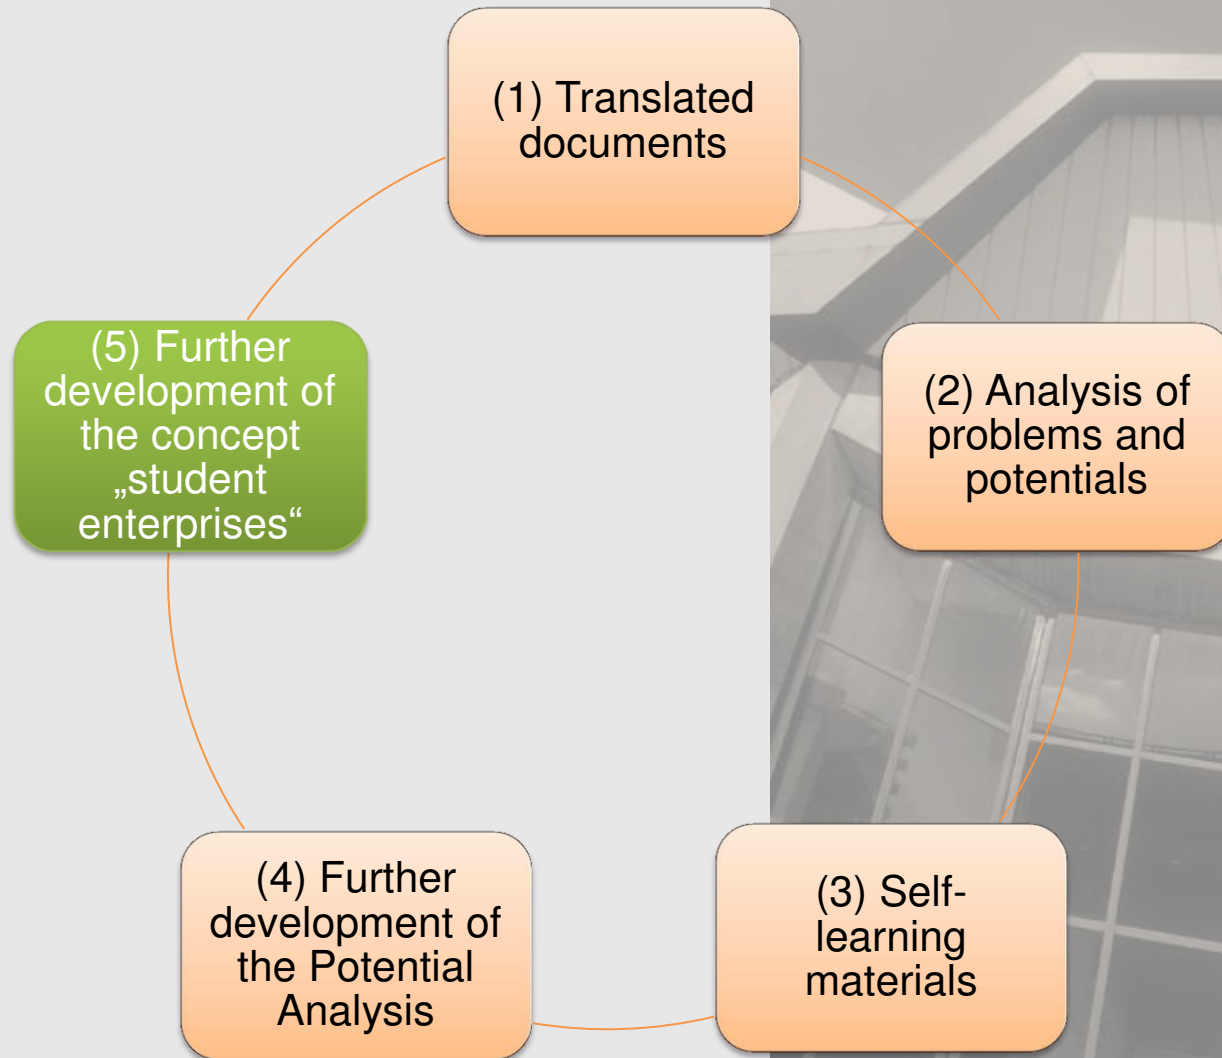 (1) Translated
documents
(2) Analysis of
problems and
potentials
(3) Self-
learning
materials
(4) Further
development of
the Potential
Analysis
(5) Further
development of
the concept
„student
enterprises“